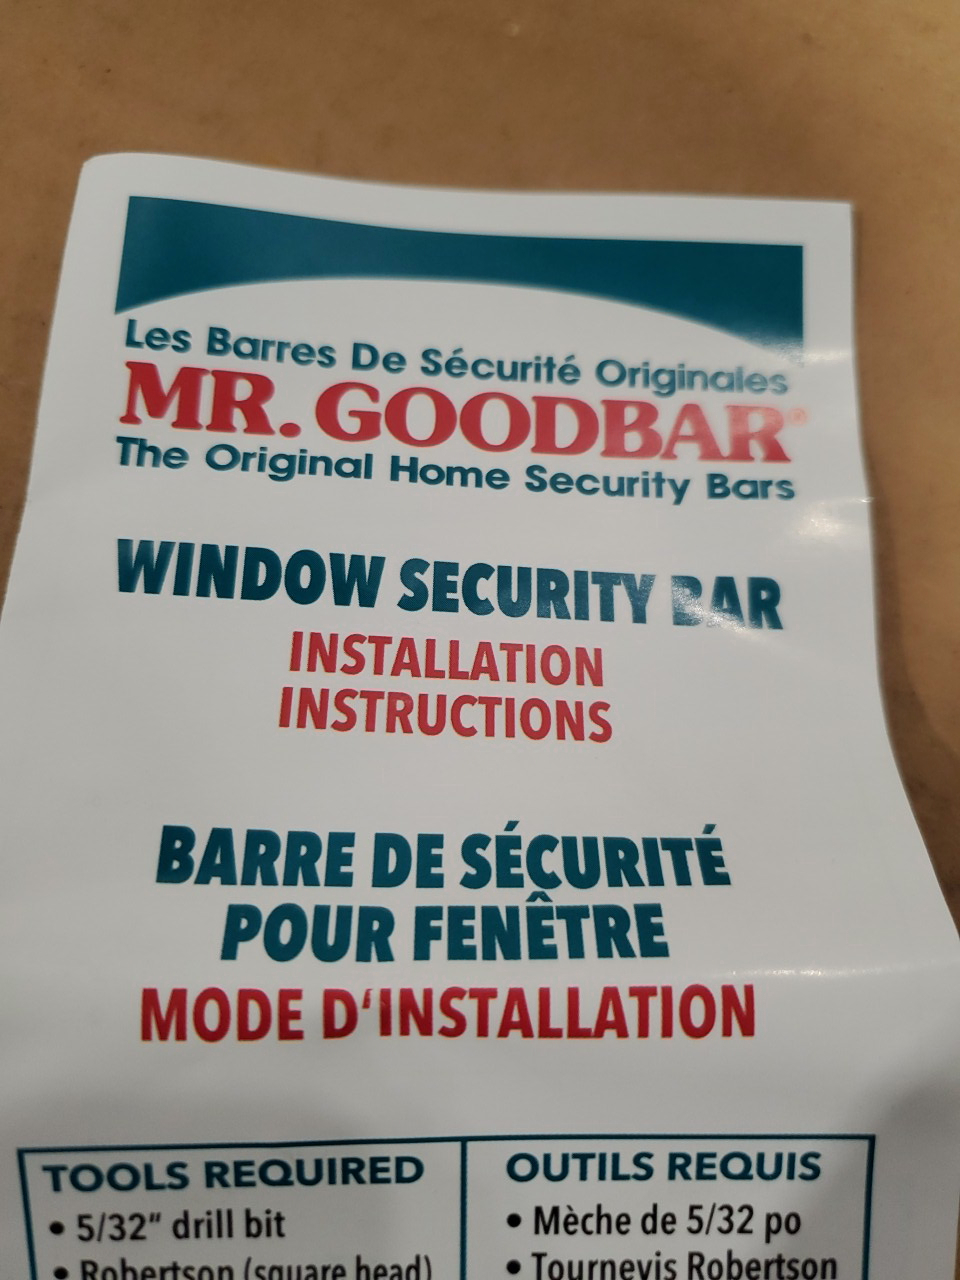 Les Barres De Sécurité Originales
MR. GOODBAR®
The Original Home Security Bars
WINDOW SECURITY BAR
INSTALLATION
INSTRUCTIONS
BARRE DE SÉCURITÉ
POUR FENÊTRE
MODE D'INSTALLATION
TOOLS REQUIRED
• 5/32" drill bit
• Robertson (square head)
OUTILS REQUIS
• Mèche de 5/32 po
• Tournevis Robertson